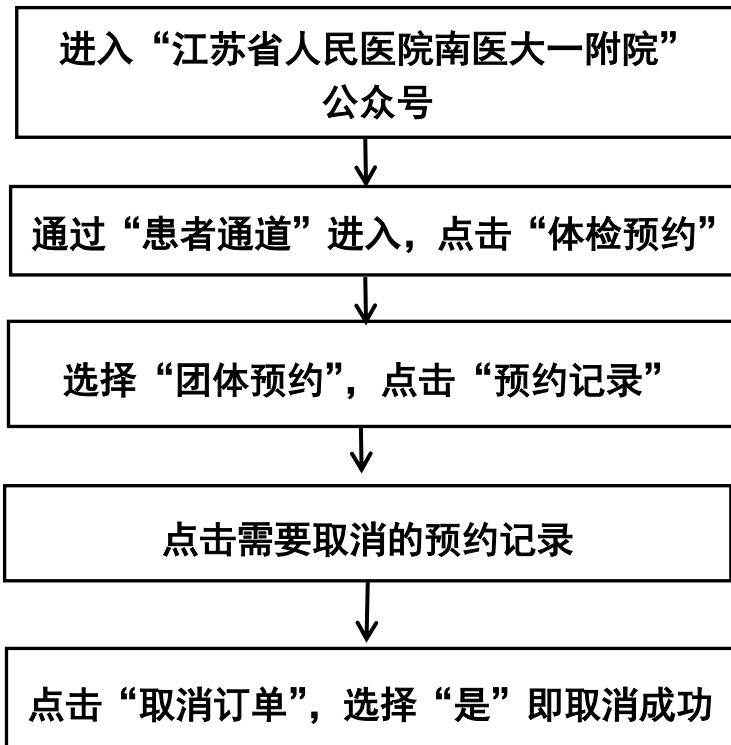 进入“江苏省人民医院南医大一附院”
公众号
通过“患者通道”进入，点击“体检预约”
选择“团体预约”，点击“预约记录”
点击需要取消的预约记录
点击“取消订单”，选择“是”即取消成功